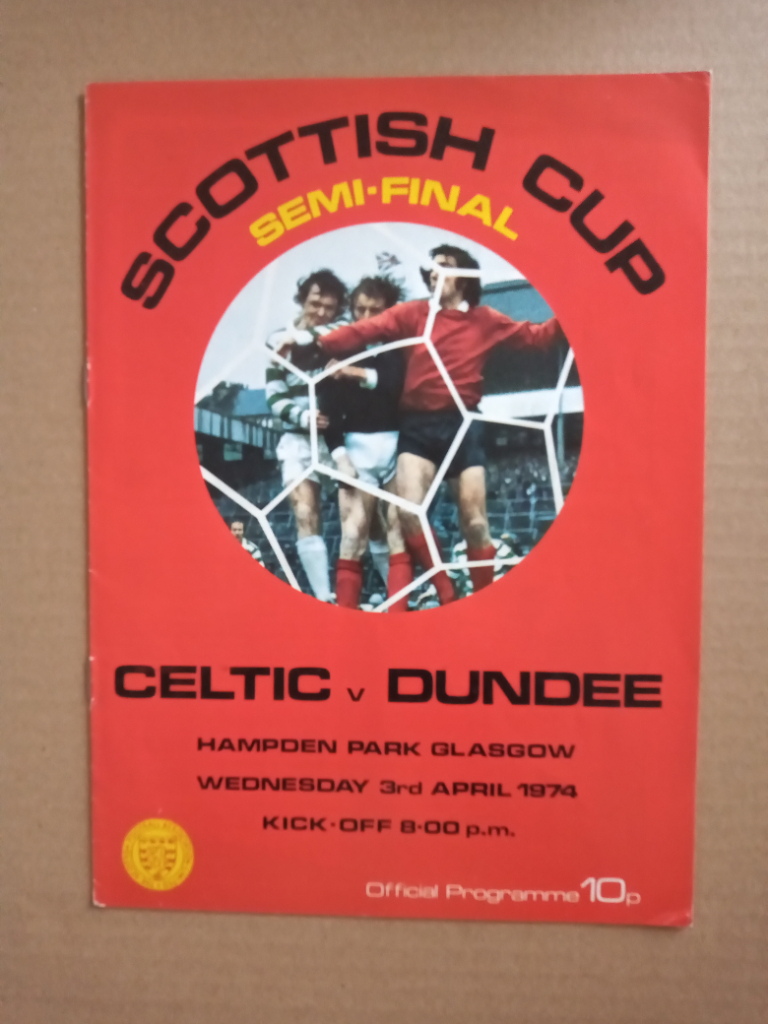 SCOTTISH CUP
SEMI-FINAL
CELTIC v DUNDEE
HAMPDEN PARK GLASGOW
WEDNESDAY 3rd APRIL 1974
KICK-OFF 8·00 p.m.
Official Programme 10p